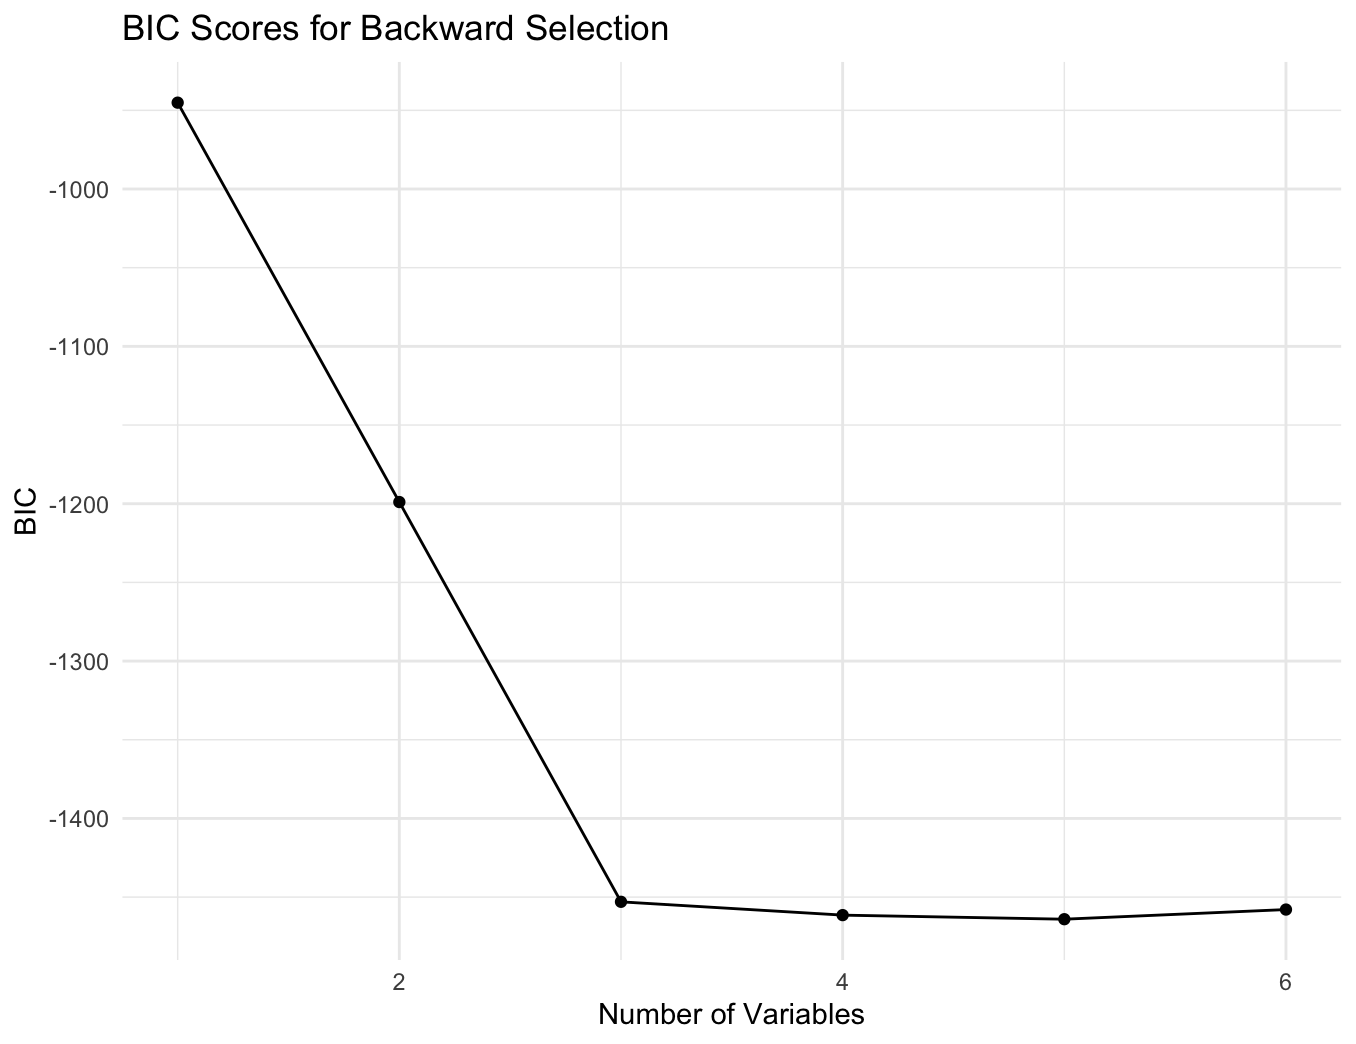 BIC Scores for Backward Selection
-1000
-1100
BIC
-1200
-1300
-1400
2
4
6
Number of Variables